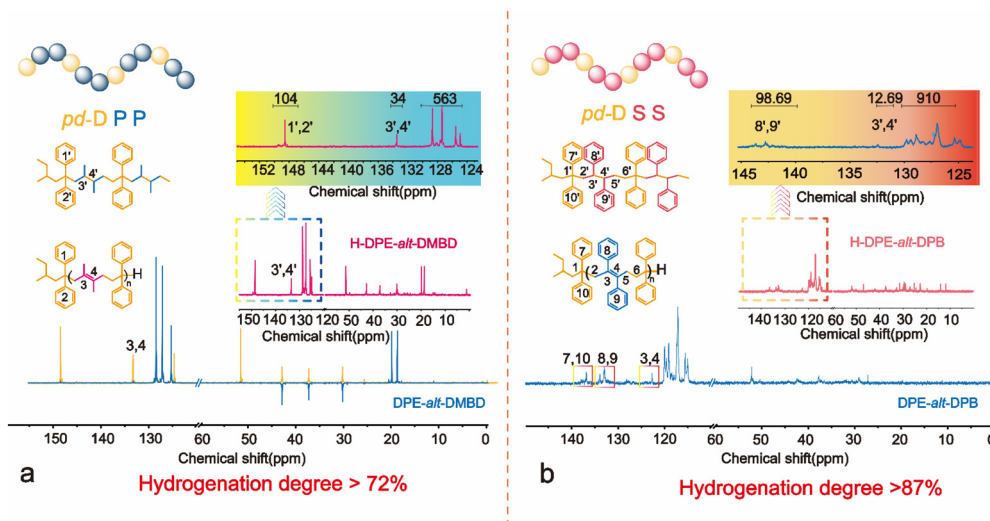 pd-D P P
1'
4'
3'
2'
1
4
3
2
n
H
104
34
563
1',2'
3',4'
152 148 144 140 136 132 128 124
Chemical shift(ppm)
H-DPE-alt-DMBD
3',4'
150 140 130 120 40 20 0
Chemical shift(ppm)
3,4
DPE-alt-DMBD
150 140 130 60 50 40 30 20 10 0
Chemical shift(ppm)
a
Hydrogenation degree > 72%
pd-D S S
7' 8'
1' 2' 4' 6'
3' 5'
10' 9'
7 8
1 2 4 6
3 5
10 9
n
H
98.69
12.69
910
8',9'
3',4'
145 140 135 130 125
Chemical shift(ppm)
H-DPE-alt-DPB
140 130 120 50 40 30 20 10 0
Chemical shift(ppm)
7,10 8,9 3,4
DPE-alt-DPB
140 130 120 60 50 40 30 20 10 0
Chemical shift(ppm)
b
Hydrogenation degree >87%